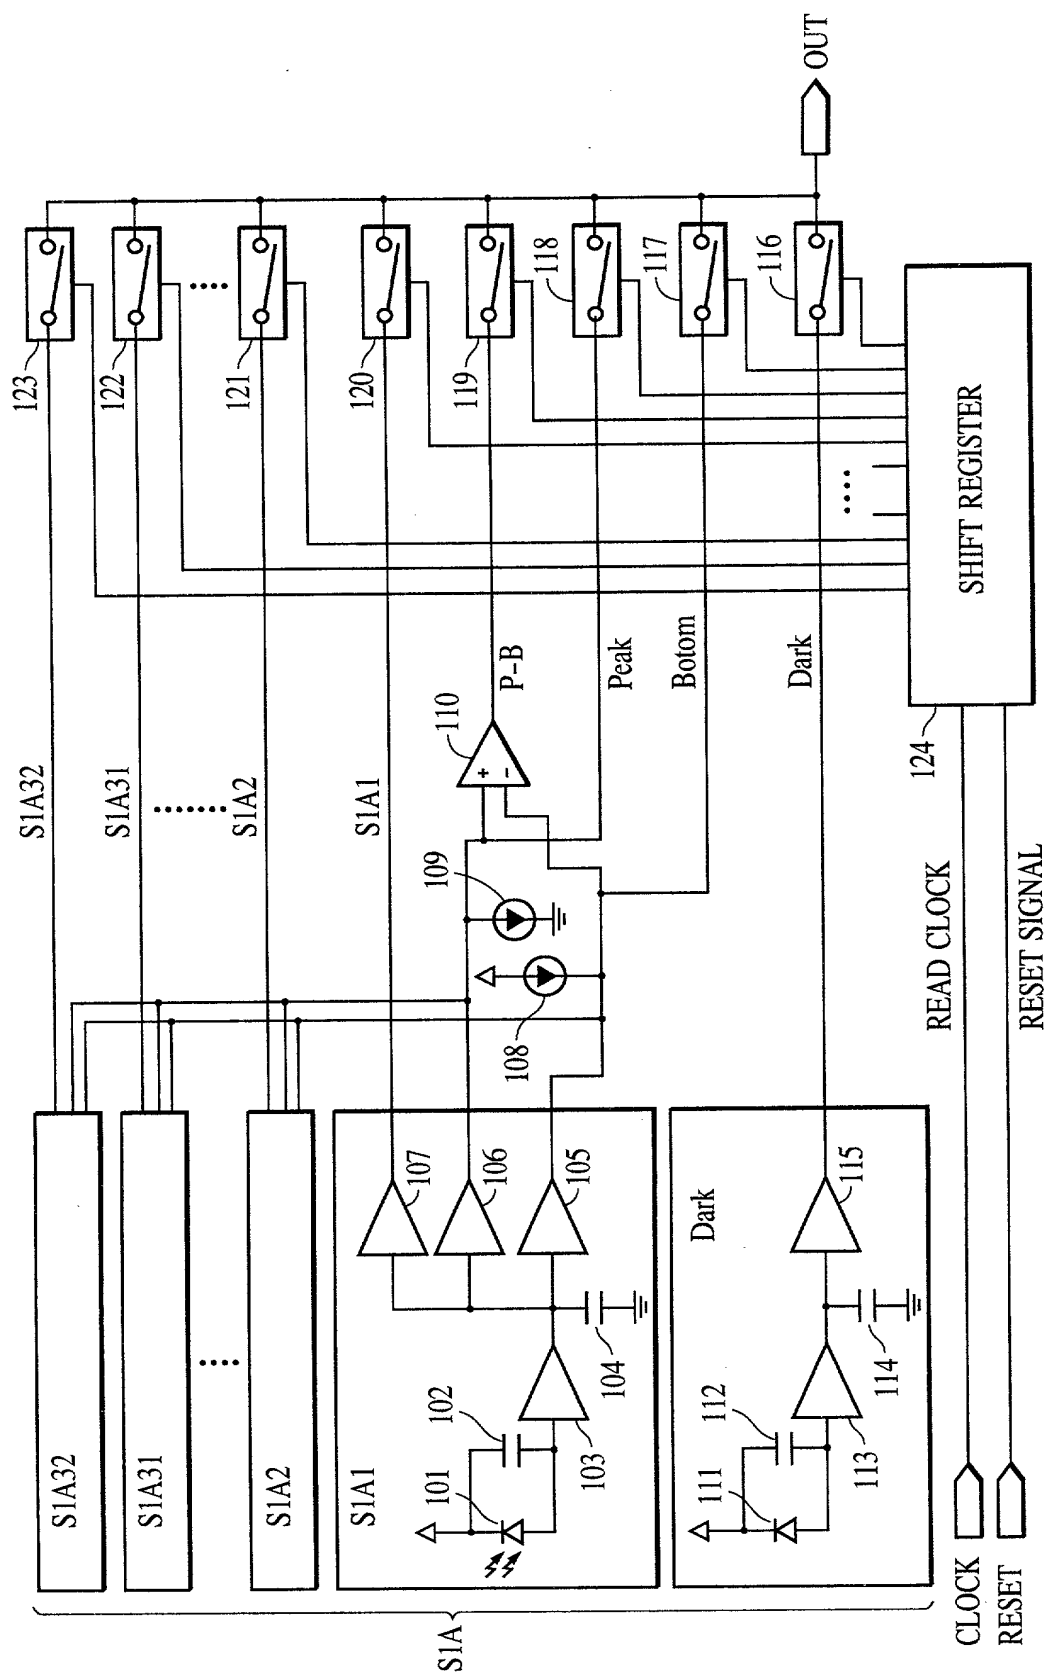 S1A
S1A32
S1A31
S1A2
S1A1
101
102
103
104
105
106
107
Dark
111
112
113
114
115
S1A32
S1A31
S1A2
S1A1
108
109
110
+
-
P-B
Peak
Botom
Dark
123
122
121
120
119
118
117
116
OUT
SHIFT REGISTER
124
READ CLOCK
RESET SIGNAL
CLOCK
RESET